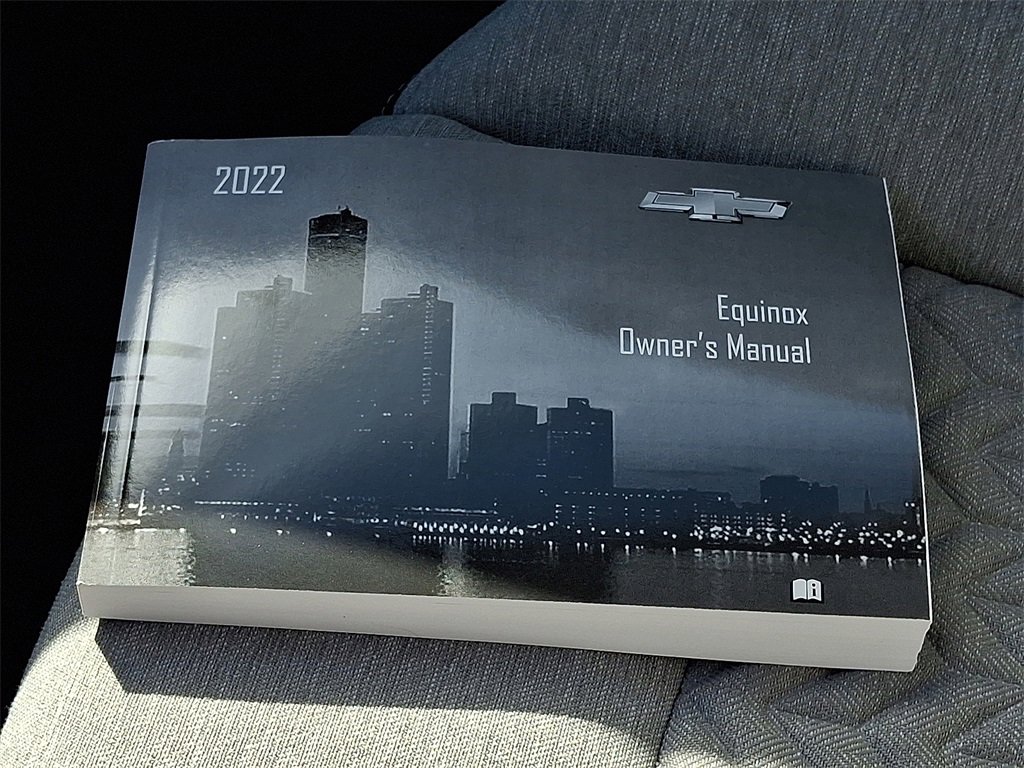 2022
Equinox
Owner's Manual
i